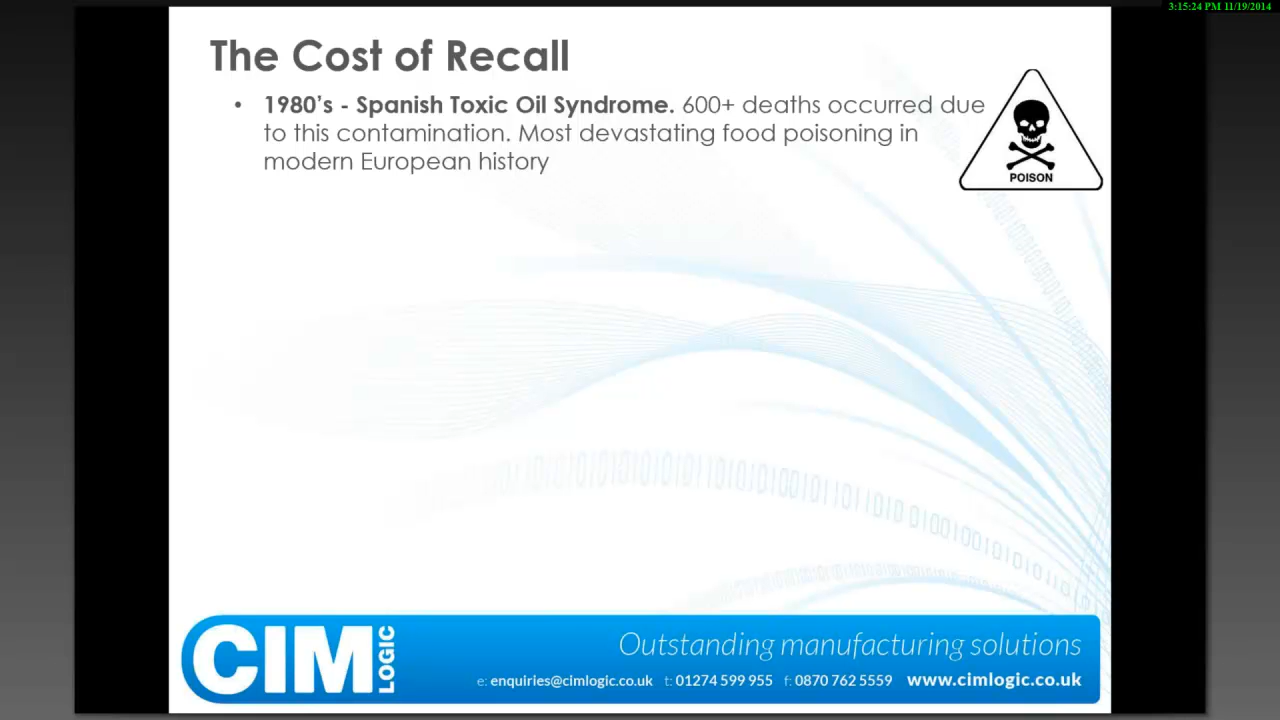 3:15:24 PM 11/19/2014
The Cost of Recall
• 1980's - Spanish Toxic Oil Syndrome. 600+ deaths occurred due
to this contamination. Most devastating food poisoning in
modern European history
POISON
CIM LOGIC
Outstanding manufacturing solutions
e: enquiries@cimlogic.co.uk t: 01274 599 955 f: 0870 762 5559 www.cimlogic.co.uk